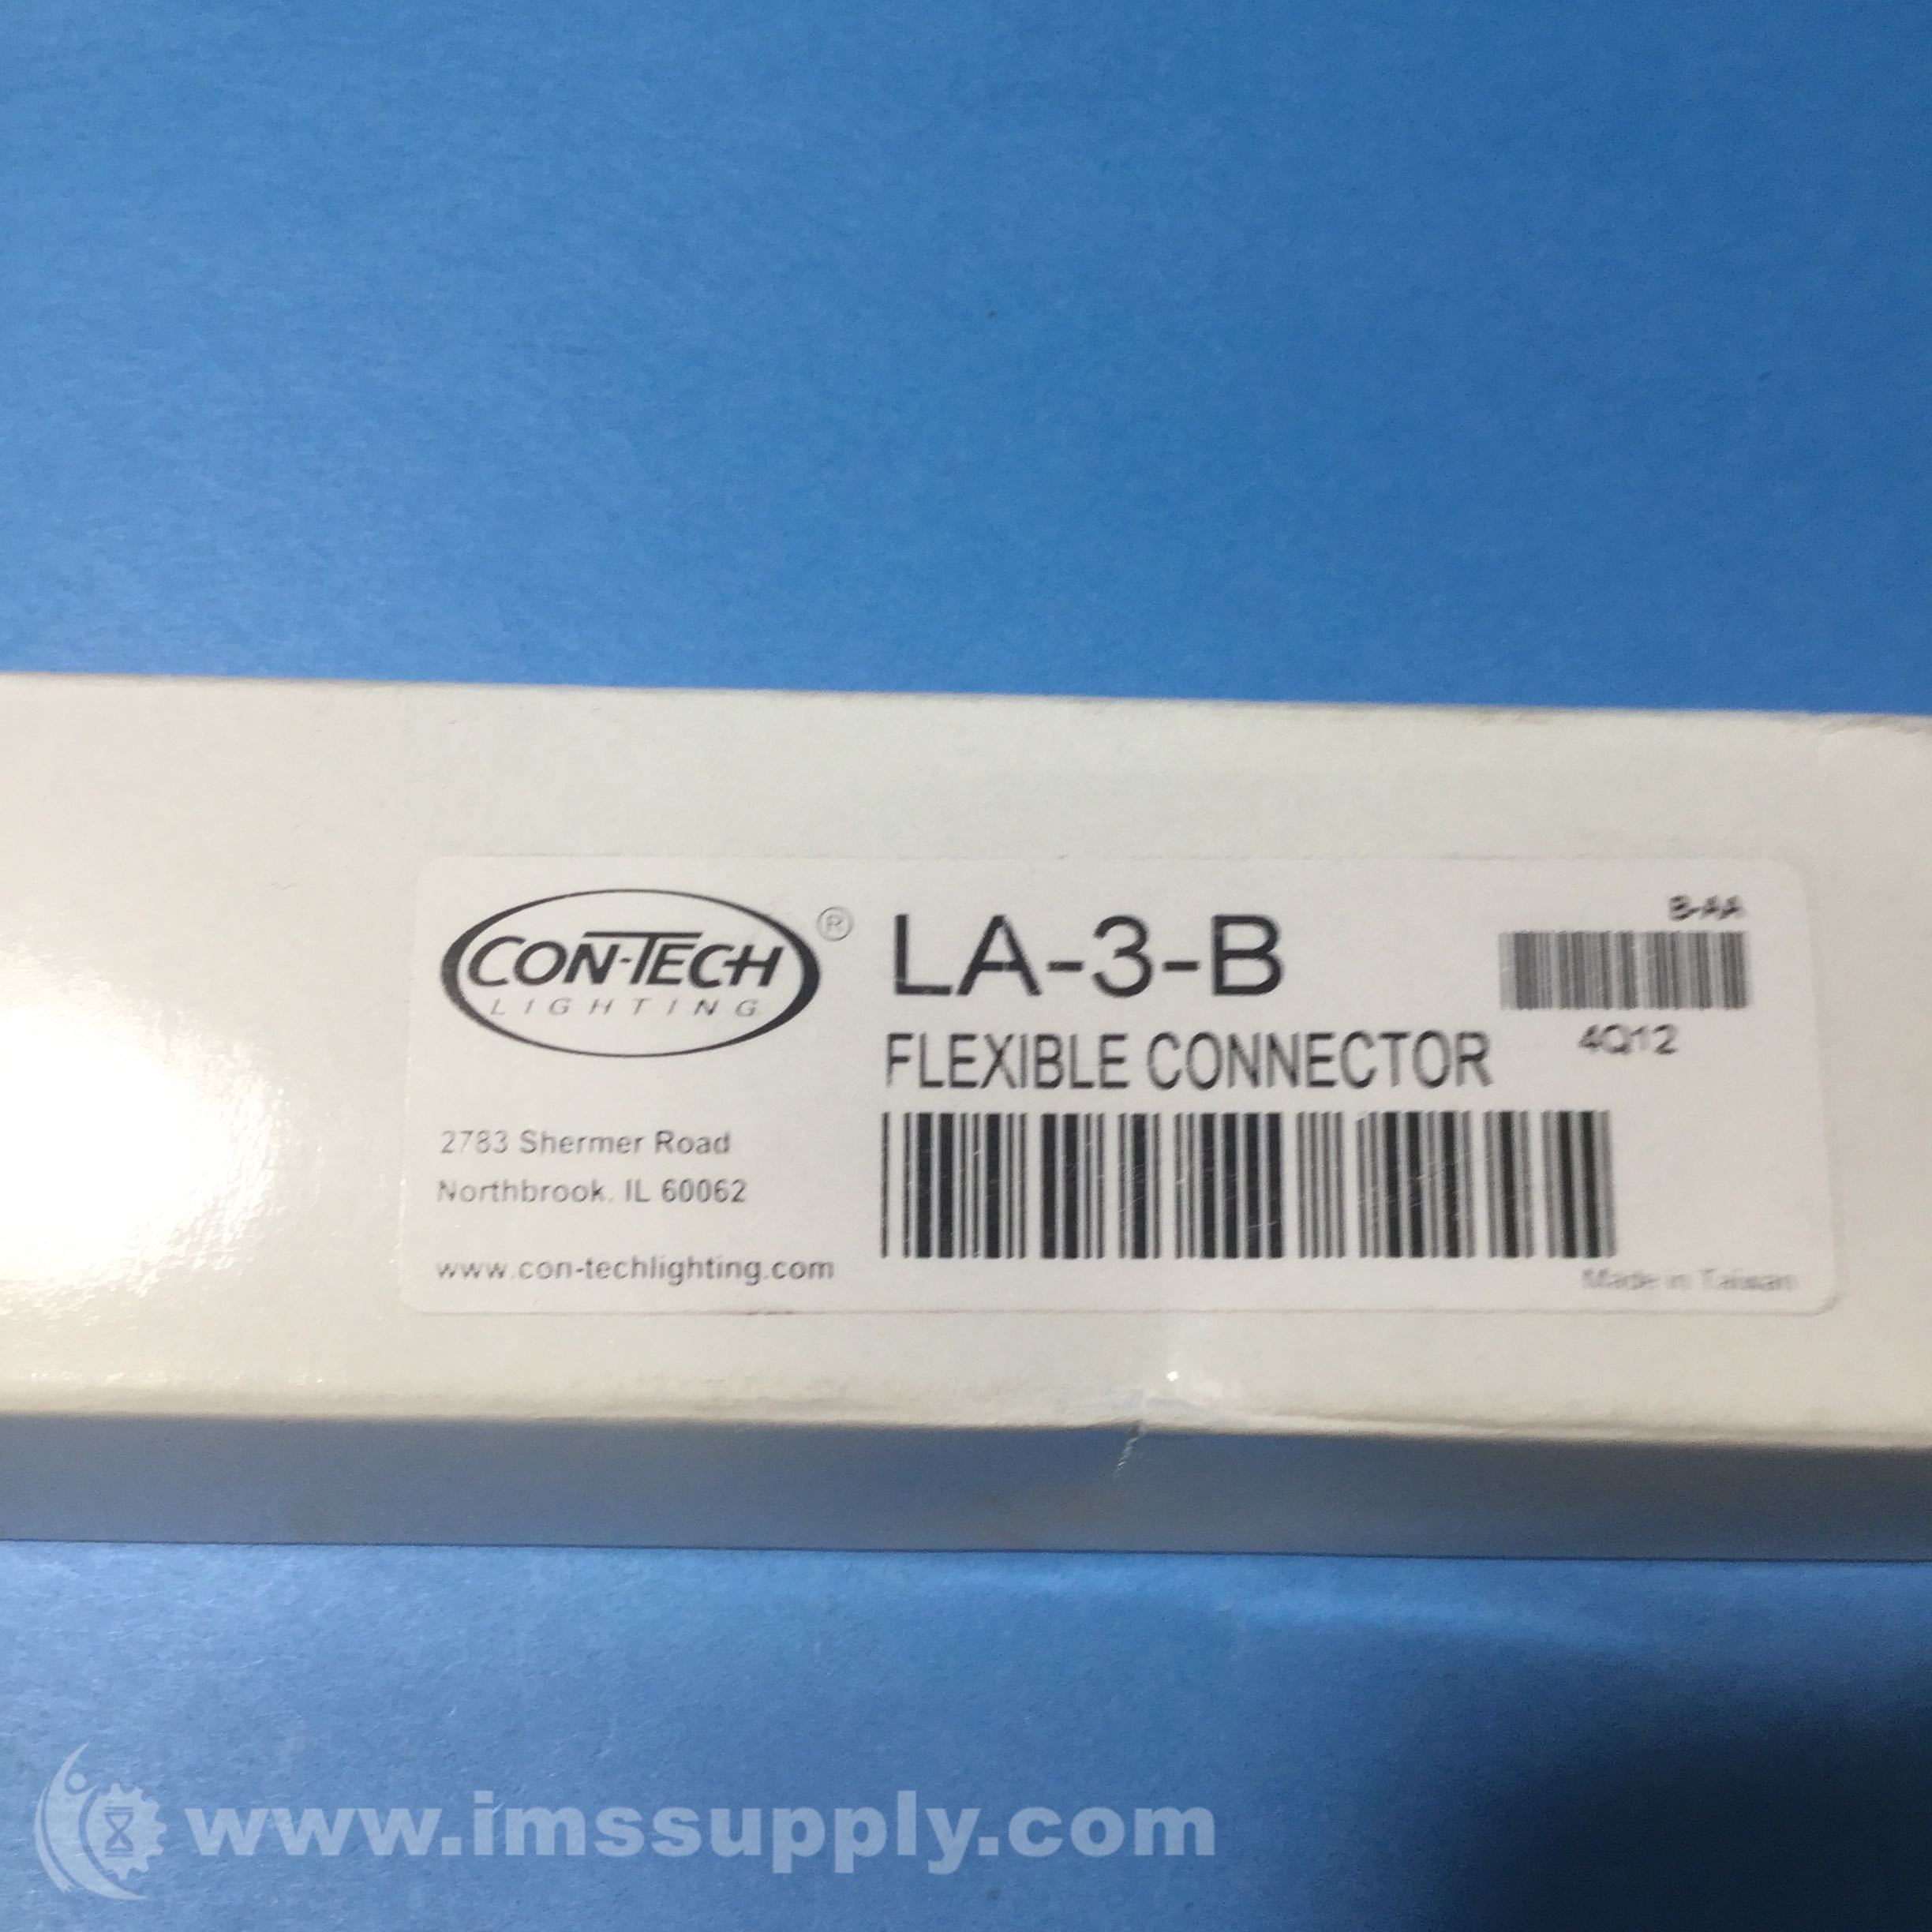 CON-TECH ®
LIGHTING
2783 Shermer Road
Northbrook, IL 60062
www.con-techlighting.com
LA-3-B
FLEXIBLE CONNECTOR
B-AA
4Q12
Made in Taiwan
www.imssupply.com